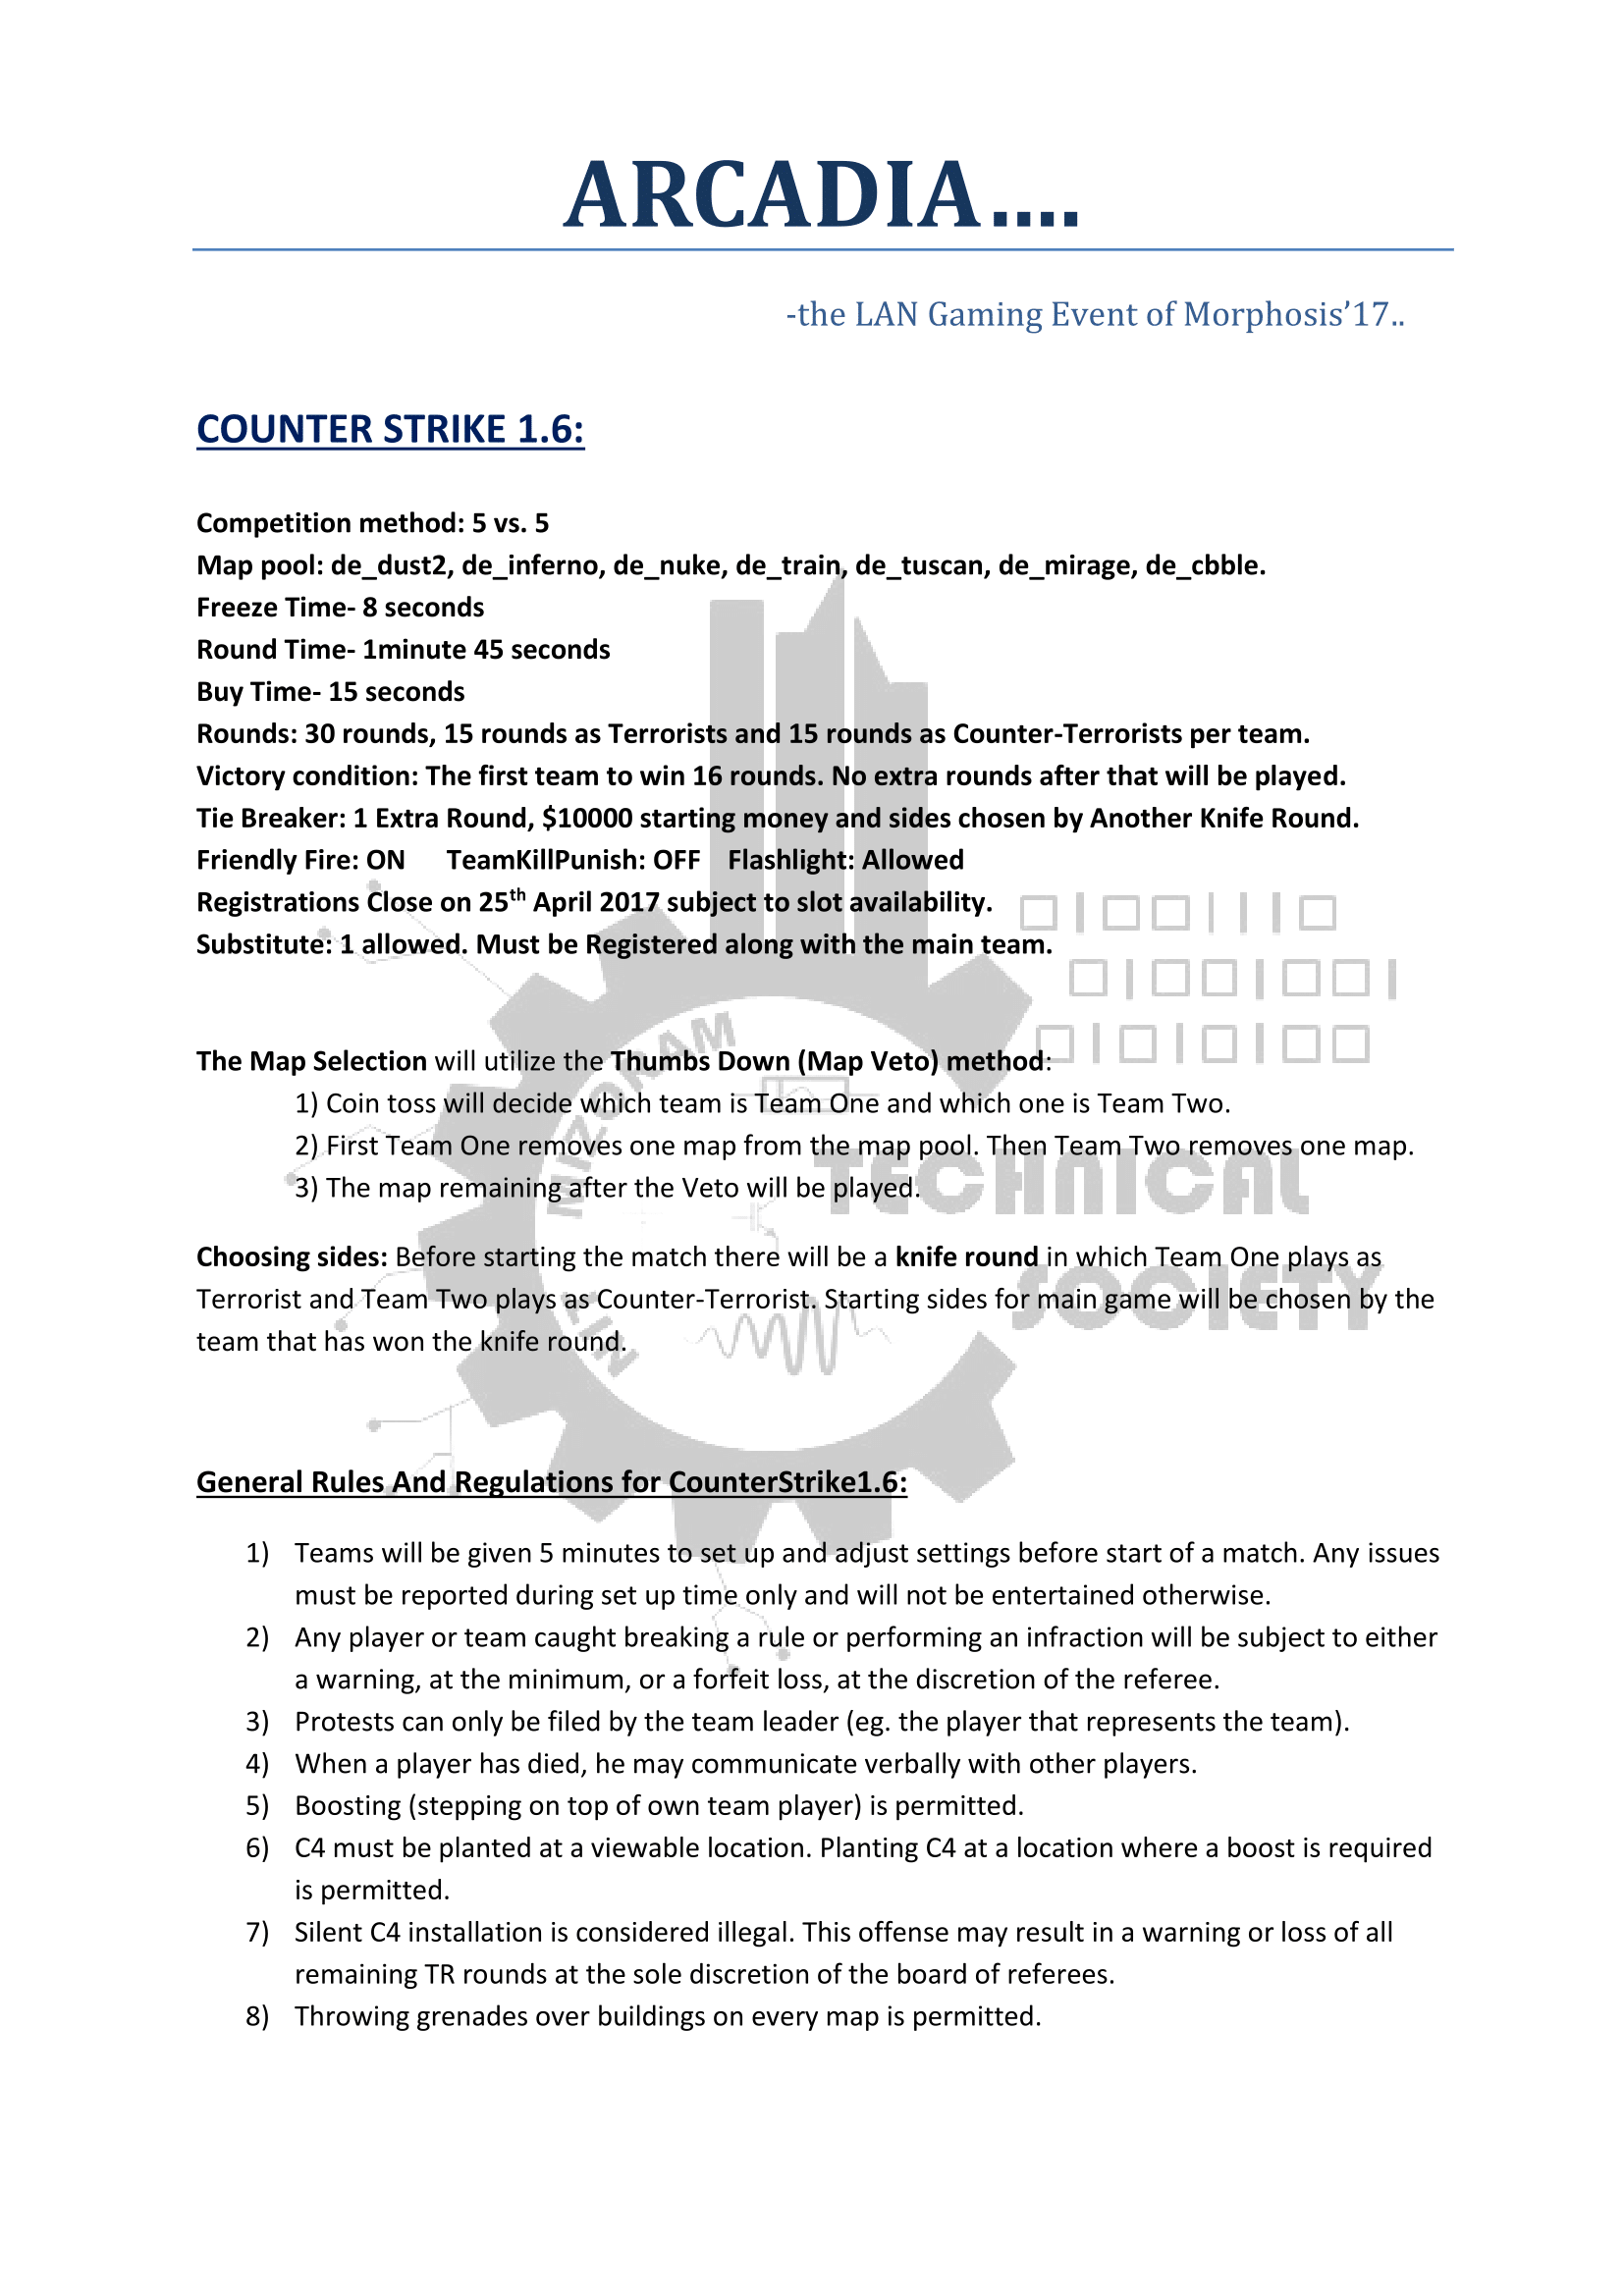 ARCADIA....
-the LAN Gaming Event of Morphosis’17..
COUNTER STRIKE 1.6:
Competition method: 5 vs. 5
Map pool: de_dust2, de_inferno, de_nuke, de_train, de_tuscan, de_mirage, de_cbble.
Freeze Time- 8 seconds
Round Time- 1minute 45 seconds
Buy Time- 15 seconds
Rounds: 30 rounds, 15 rounds as Terrorists and 15 rounds as Counter-Terrorists per team.
Victory condition: The first team to win 16 rounds. No extra rounds after that will be played.
Tie Breaker: 1 Extra Round, $10000 starting money and sides chosen by Another Knife Round.
Friendly Fire: ON TeamKillPunish: OFF Flashlight: Allowed
Registrations Close on 25th April 2017 subject to slot availability.
Substitute: 1 allowed. Must be Registered along with the main team.
The Map Selection will utilize the Thumbs Down (Map Veto) method:
1) Coin toss will decide which team is Team One and which one is Team Two.
2) First Team One removes one map from the map pool. Then Team Two removes one map.
3) The map remaining after the Veto will be played.
Choosing sides: Before starting the match there will be a knife round in which Team One plays as
Terrorist and Team Two plays as Counter-Terrorist. Starting sides for main game will be chosen by the
team that has won the knife round.
General Rules And Regulations for CounterStrike1.6:
1) Teams will be given 5 minutes to set up and adjust settings before start of a match. Any issues
must be reported during set up time only and will not be entertained otherwise.
2) Any player or team caught breaking a rule or performing an infraction will be subject to either
a warning, at the minimum, or a forfeit loss, at the discretion of the referee.
3) Protests can only be filed by the team leader (eg. the player that represents the team).
4) When a player has died, he may communicate verbally with other players.
5) Boosting (stepping on top of own team player) is permitted.
6) C4 must be planted at a viewable location. Planting C4 at a location where a boost is required
is permitted.
7) Silent C4 installation is considered illegal. This offense may result in a warning or loss of all
remaining TR rounds at the sole discretion of the board of referees.
8) Throwing grenades over buildings on every map is permitted.
NIT
MIZORAM
TECHNICAL
SOCIETY